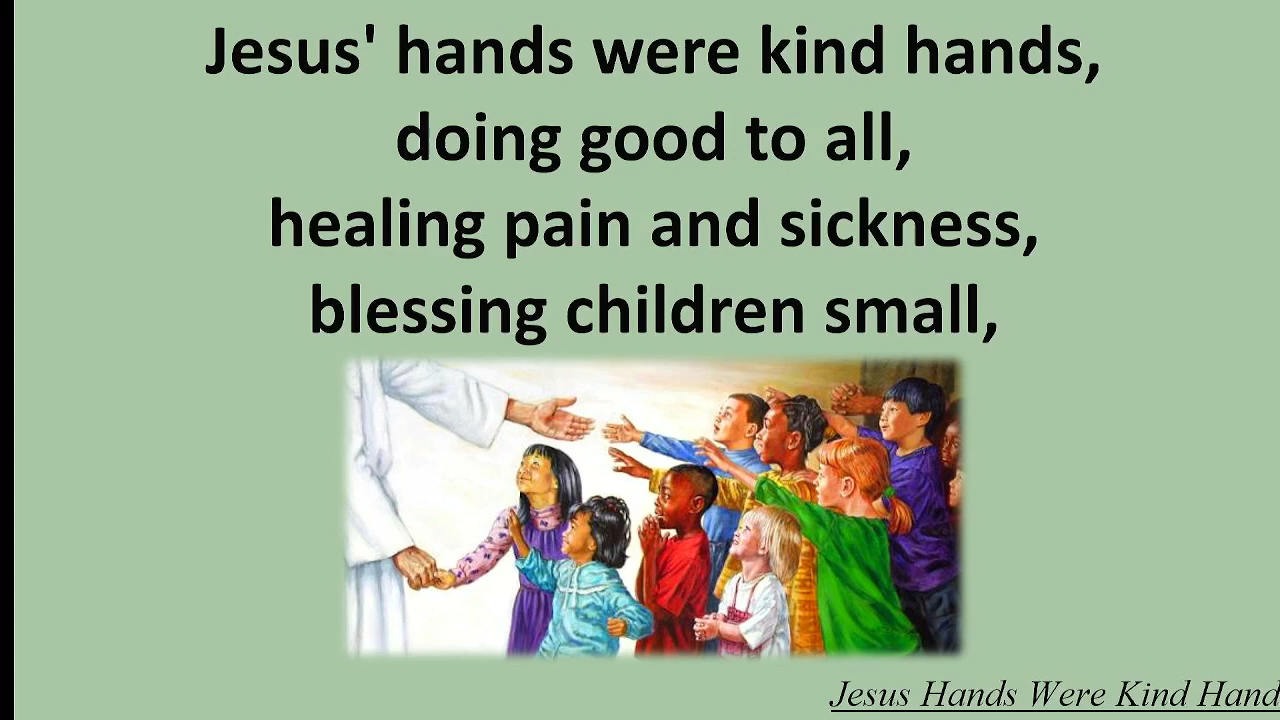 Jesus' hands were kind hands,
doing good to all,
healing pain and sickness,
blessing children small,
Jesus Hands Were Kind Hand